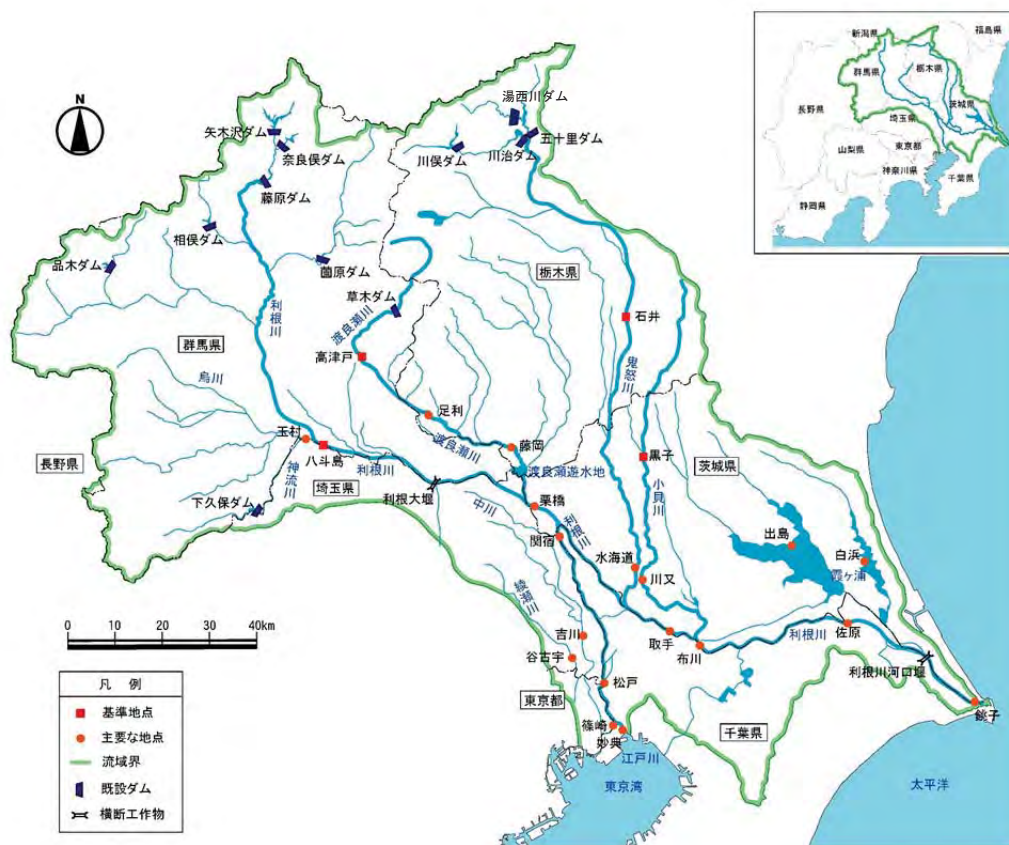 新潟県
福島県
群馬県
栃木県
長野県
茨城県
埼玉県
山梨県
東京都
神奈川県
千葉県
静岡県
N
湯西川ダム
五十里ダム
川治ダム
川俣ダム
矢木沢ダム
奈良俣ダム
藤原ダム
相俣ダム
品木ダム
薗原ダム
草木ダム
栃木県
利根川
渡良瀬川
石井
群馬県
高津戸
鬼怒川
烏川
足利
玉村
八斗島
渡良瀬川
藤岡
黒子
茨城県
長野県
神流川
利根川
渡良瀬遊水地
小貝川
埼玉県
利根大堰
下久保ダム
中川
栗橋
利根川
関宿
出島
白浜
水海道
霞ケ浦
川又
綾瀬川
0 10 20 30 40km
吉川
取手
利根川
佐原
谷古宇
布川
利根川河口堰
松戸
東京都
銚子
千葉県
篠崎
妙典
江戸川
東京湾
太平洋
凡 例
基準地点
主要な地点
流域界
既設ダム
横断工作物